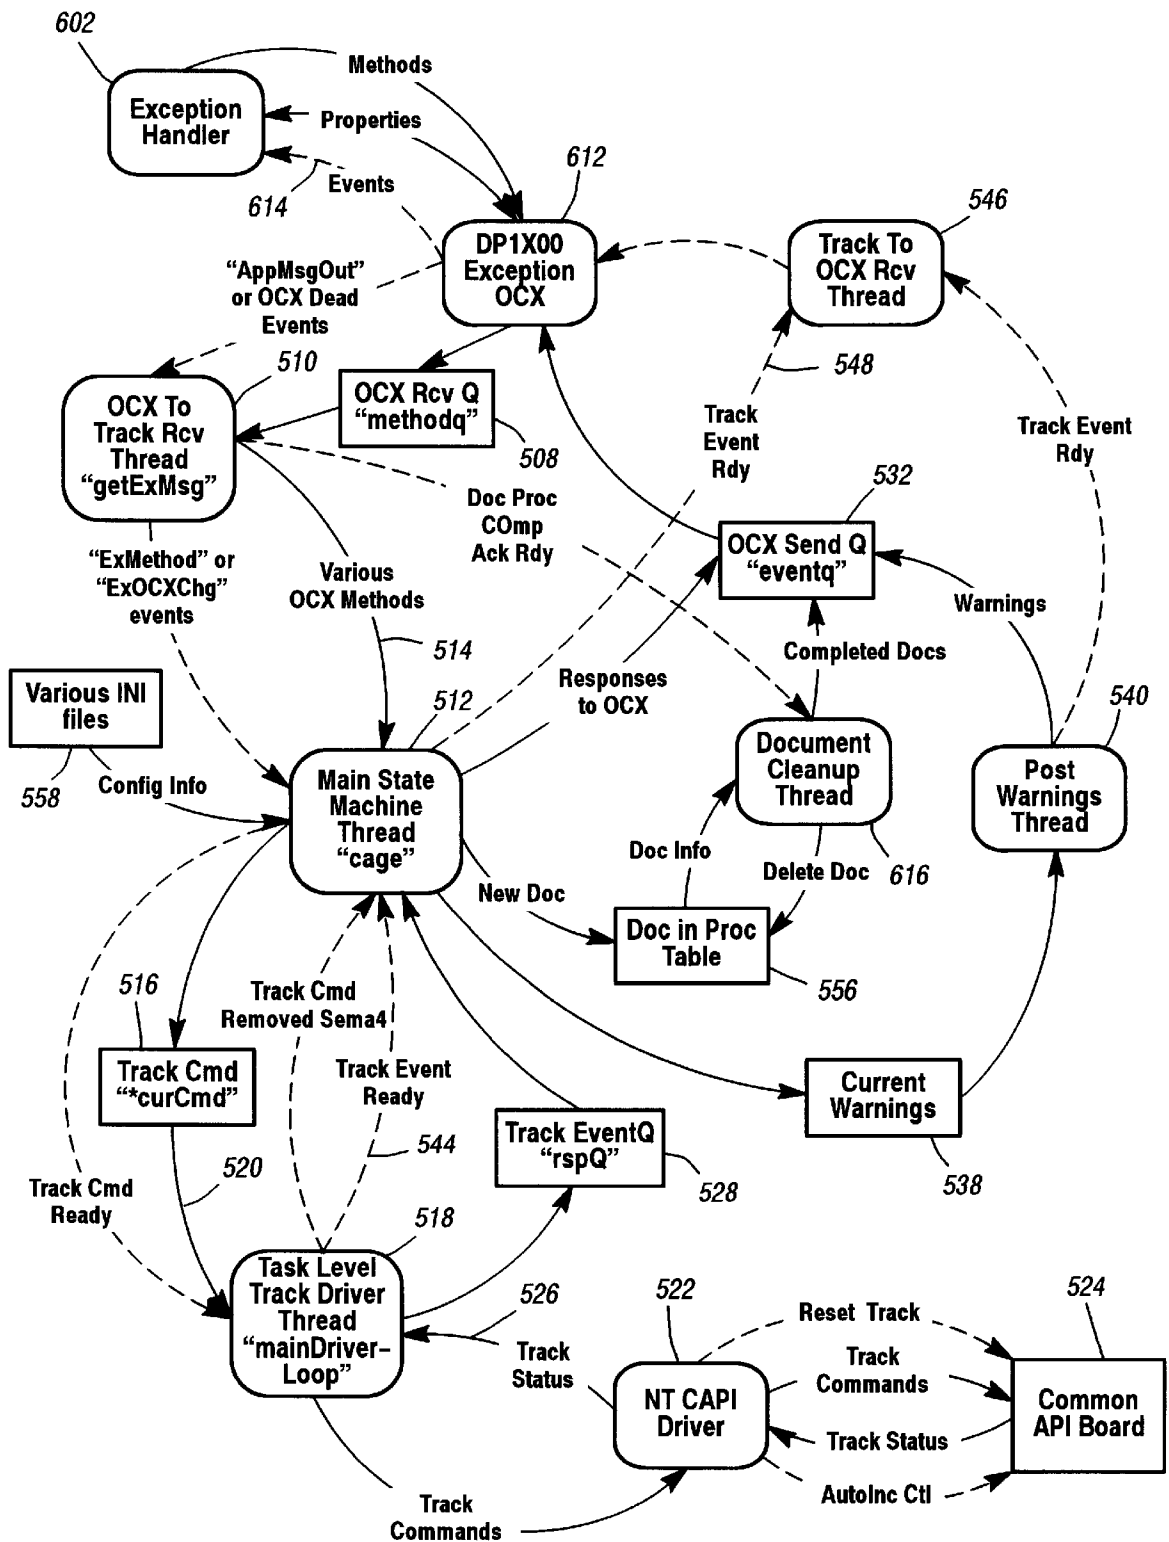 602
Methods
Exception
Handler
Properties
612
614
Events
546
DP1X00
Exception
OCX
Track To
OCX Rcv
Thread
“AppMsgOut”
or OCX Dead
Events
510
548
OCX Rcv Q
“methodq”
508
OCX To
Track Rcv
Thread
“getExMsg”
Track
Event
Rdy
Track Event
Rdy
532
Doc Proc
COmp
Ack Rdy
OCX Send Q
“eventq”
“ExMethod” or
“ExOCXChg”
events
Various
OCX Methods
Warnings
514
Completed Docs
Various INI
files
558
512
Responses
to OCX
540
Config Info
Main State
Machine
Thread
“cage”
Document
Cleanup
Thread
Post
Warnings
Thread
Doc Info
Delete Doc
616
New Doc
Doc in Proc
Table
556
516
Track Cmd
Removed Sema4
Track Cmd
“*curCmd”
Track Event
Ready
Current
Warnings
538
Track EventQ
“rspQ”
528
544
520
Track Cmd
Ready
518
Task Level
Track Driver
Thread
“mainDriver–
Loop”
526
Track
Status
522
524
Reset Track
Track
Commands
NT CAPI
Driver
Common
API Board
Track Status
AutoInc Ctl
Track
Commands